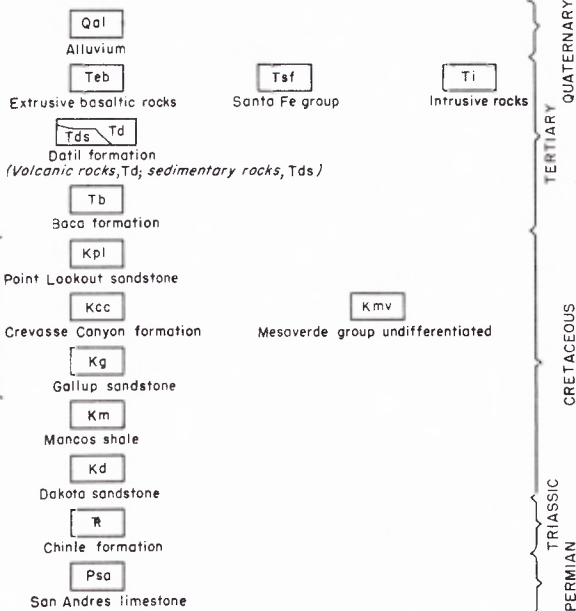 Qal
Alluvium
Teb Tsf Ti
Extrusive basaltic rocks Santa Fe group Intrusive rocks
Tds Td
Datil formation
(Volcanic rocks, Td; sedimentary rocks, Tds)
Tb
Baca formation
Kpl
Point Lookout sandstone
Kcc Kmv
Crevasse Canyon formation Mesaverde group undifferentiated
Kg
Gallup sandstone
Km
Mancos shale
Kd
Dakota sandstone
Ꞧ
Chinle formation
Psa
San Andres limestone
QUATERNARY
TERTIARY
CRETACEOUS
TRIASSIC
PERMIAN